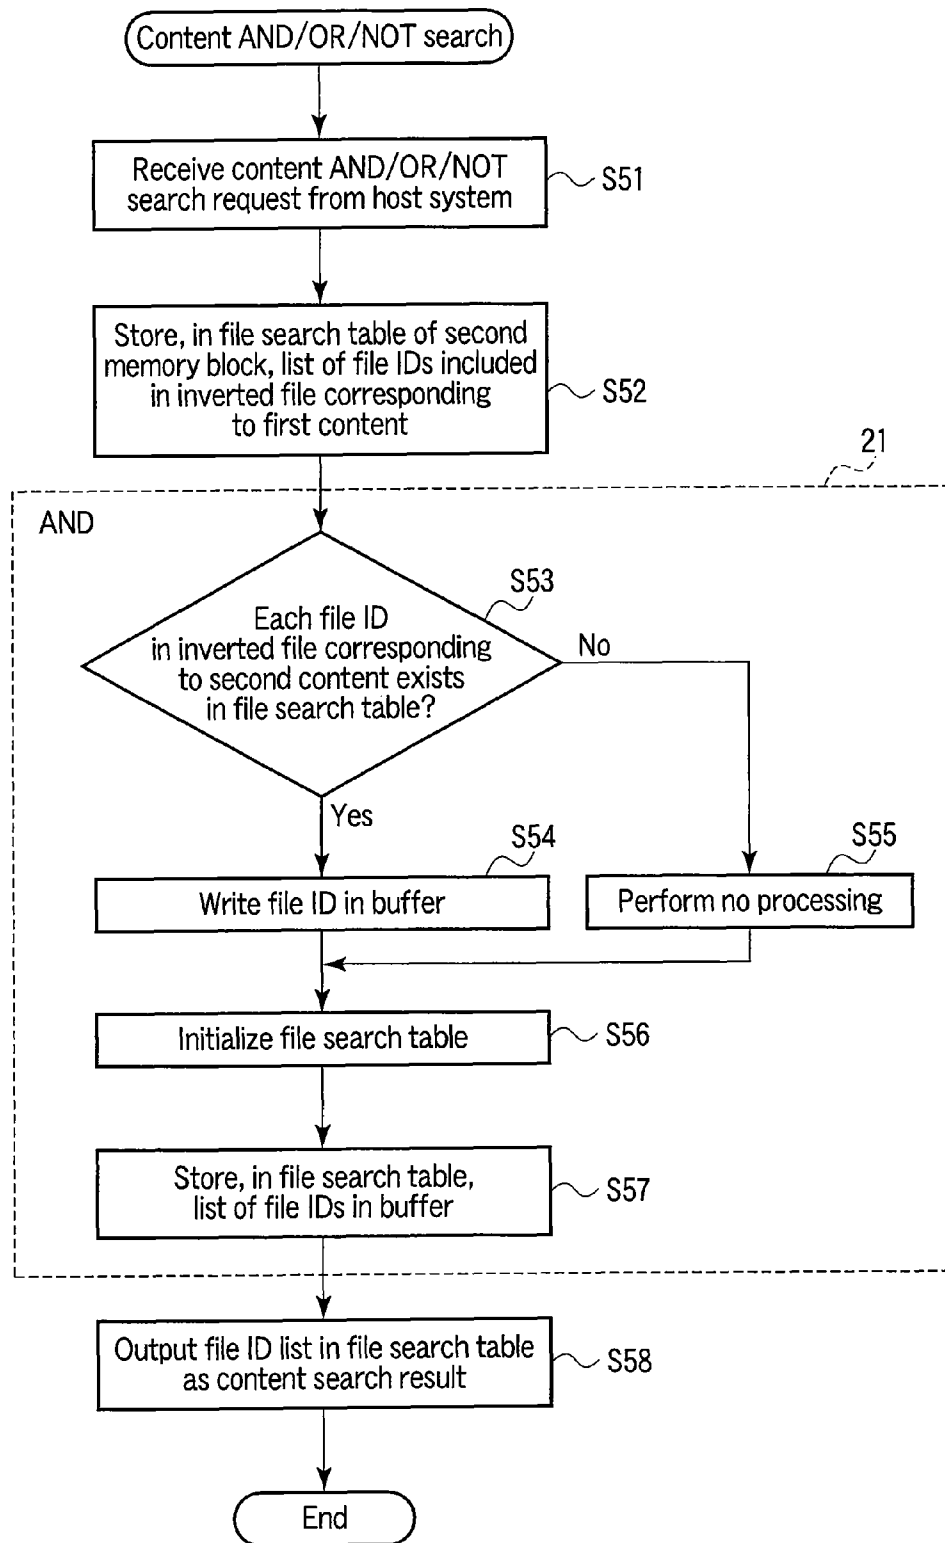 Content AND/OR/NOT search
Receive content AND/OR/NOT
search request from host system
S51
Store, in file search table of second
memory block, list of file IDs included
in inverted file corresponding
to first content
S52
21
AND
S53
Each file ID
in inverted file corresponding
to second content exists
in file search table?
No
Yes
S54
Write file ID in buffer
S55
Perform no processing
Initialize file search table
S56
Store, in file search table,
list of file IDs in buffer
S57
Output file ID list in file search table
as content search result
S58
End